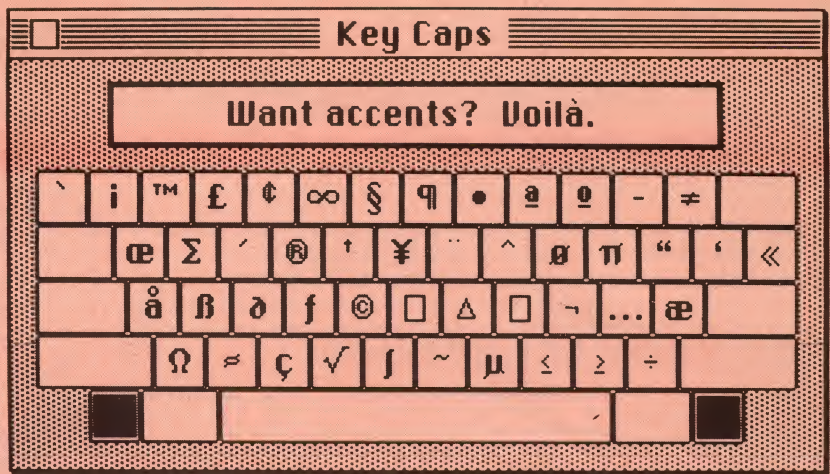 Key Caps
Want accents? Voilà.
` ¡ ™ £ ¢ ∞ § ¶ • ª º - ≠
œ Σ ´ ® † ¥ ¨ ^ ø π “ ‘ «
å ß ∂ ƒ © Δ ¬ … æ
Ω ≈ ç √ ∫ ~ µ ≤ ≥ ÷